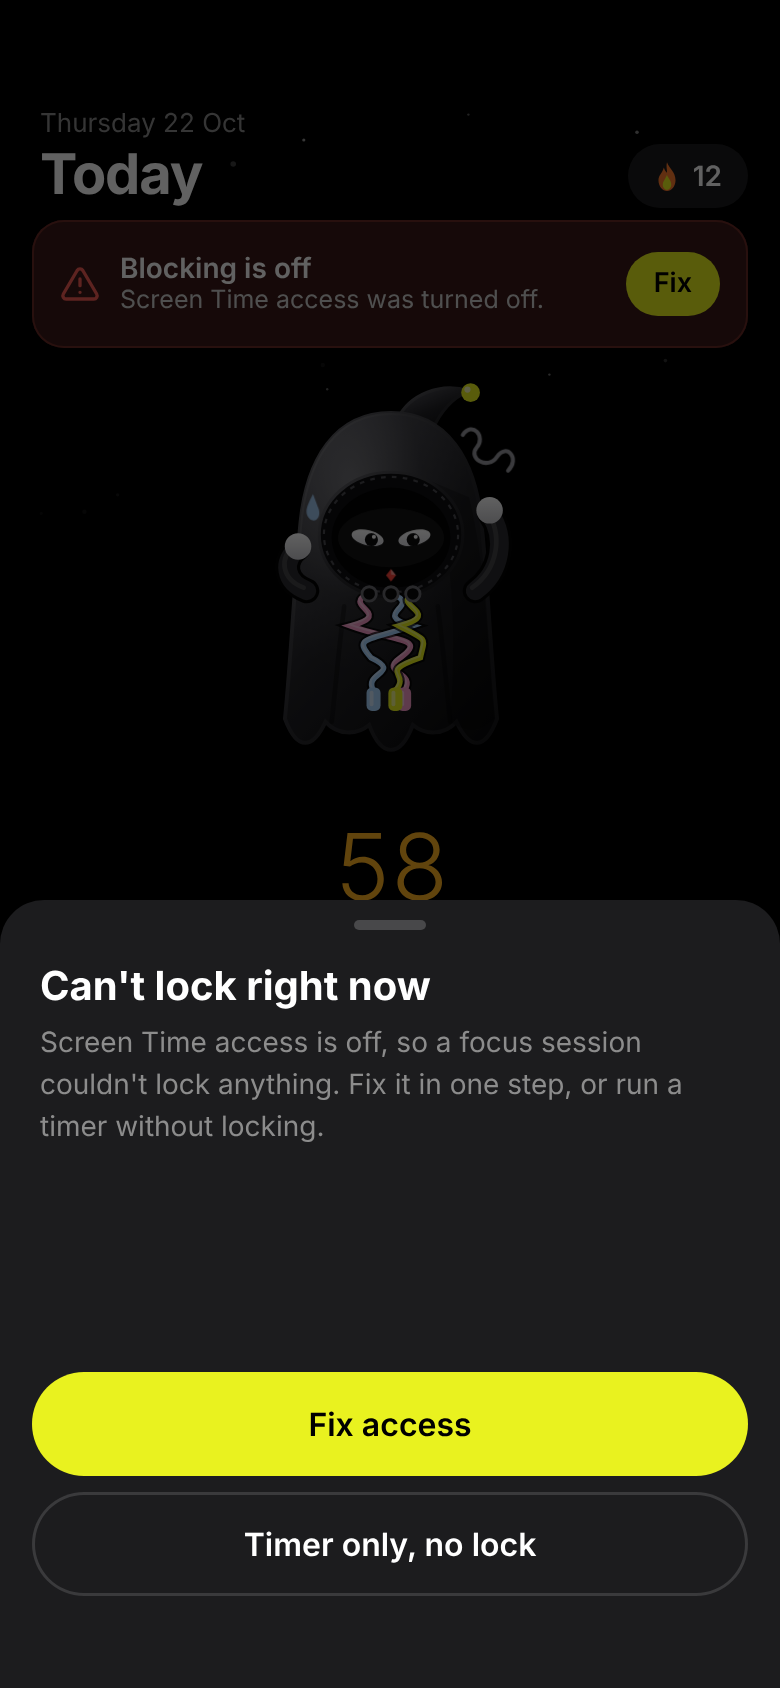 Thursday 22 Oct
Today
12
Blocking is off
Screen Time access was turned off.
Fix
58
Can't lock right now
Screen Time access is off, so a focus session
couldn't lock anything. Fix it in one step, or run a
timer without locking.
Fix access
Timer only, no lock